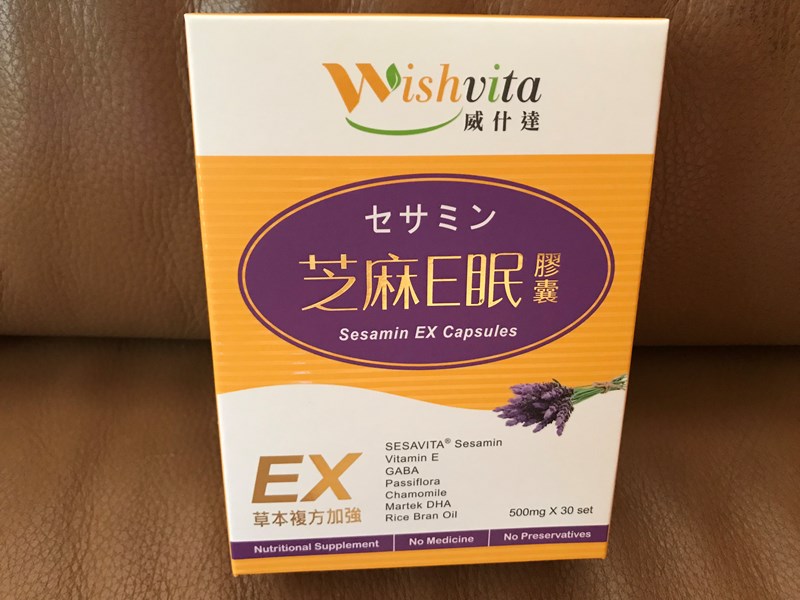 Wishvita
威什達
セサミン
芝麻E眠膠囊
Sesamin EX Capsules
EX
草本複方加強
SESAVITA® Sesamin
Vitamin E
GABA
Passiflora
Chamomile
Martek DHA
Rice Bran Oil
500mg X 30 set
Nutritional Supplement
No Medicine
No Preservatives